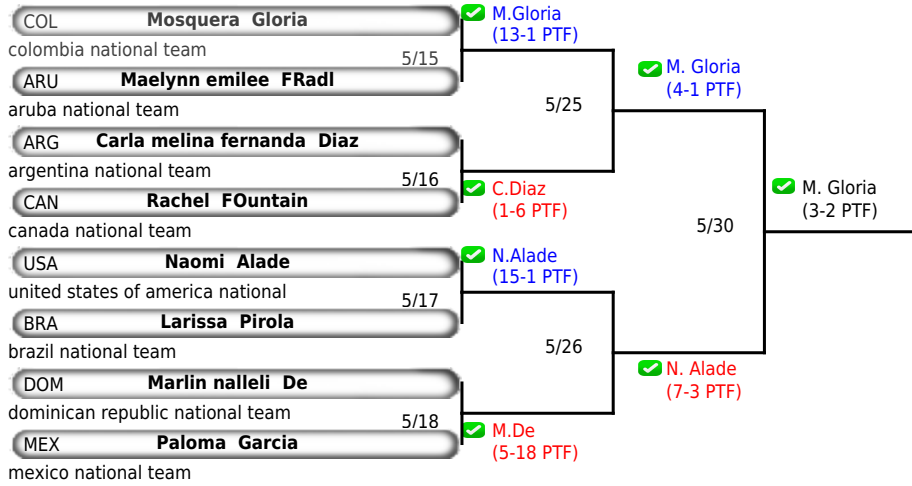 COL Mosquera Gloria
colombia national team
5/15
ARU Maelynn emilee FRadl
aruba national team
M.Gloria
(13-1 PTF)
ARG Carla melina fernanda Diaz
argentina national team
5/16
CAN Rachel FOuntain
canada national team
C.Diaz
(1-6 PTF)
5/25
M. Gloria
(4-1 PTF)
USA Naomi Alade
united states of america national
5/17
BRA Larissa Pirola
brazil national team
N.Alade
(15-1 PTF)
DOM Marlin nalleli De
dominican republic national team
5/18
MEX Paloma Garcia
mexico national team
M.De
(5-18 PTF)
5/26
N. Alade
(7-3 PTF)
5/30
M. Gloria
(3-2 PTF)